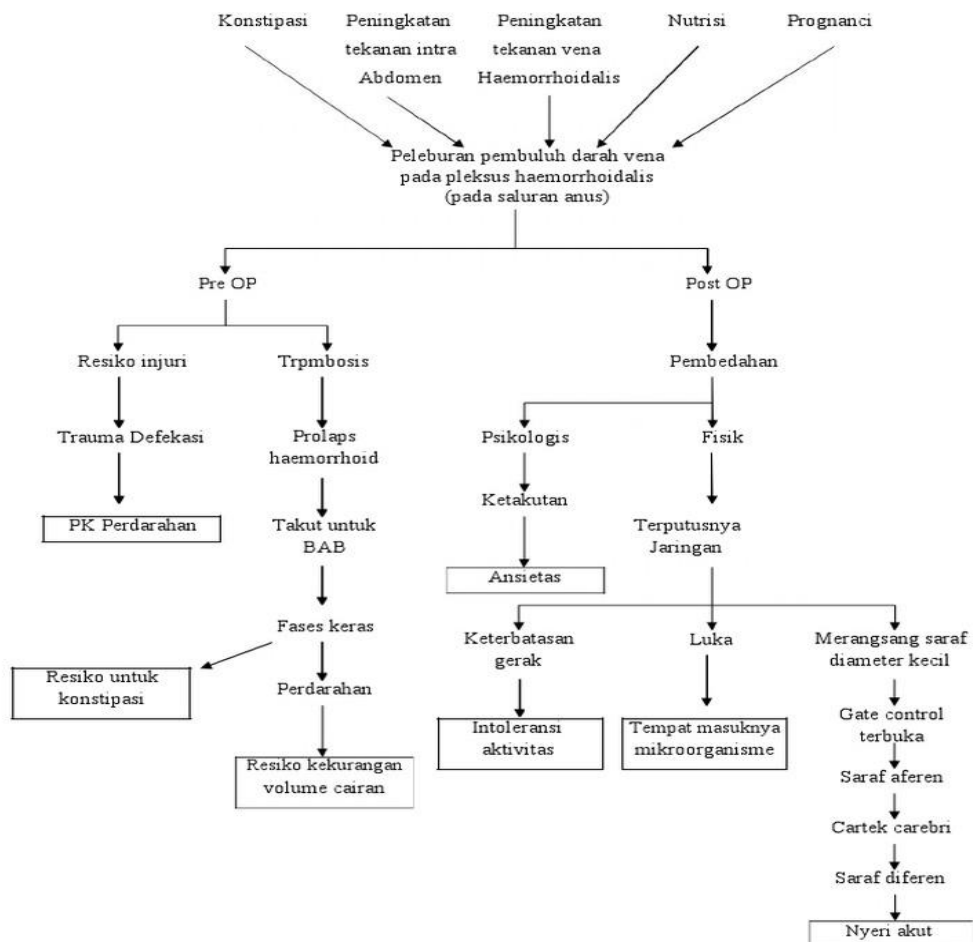 Konstipasi
Peningkatan
tekanan intra
Abdomen
Peningkatan
tekanan vena
Haemorrhoidalis
Nutrisi
Prognanci
Peleburan pembuluh darah vena
pada pleksus haemorrhoidalis
(pada saluran anus)
Pre OP
Post OP
Resiko injuri
Trpmbosis
Pembedahan
Trauma Defekasi
Prolaps
haemorrhoid
Psikologis
Fisik
PK Perdarahan
Takut untuk
BAB
Ketakutan
Terputusnya
Jaringan
Ansietas
Fases keras
Keterbatasan
gerak
Luka
Merangsang saraf
diameter kecil
Resiko untuk
konstipasi
Perdarahan
Intoleransi
aktivitas
Tempat masuknya
mikroorganisme
Gate control
terbuka
Resiko kekurangan
volume cairan
Saraf aferen
Cartek carebri
Saraf diferen
Nyeri akut